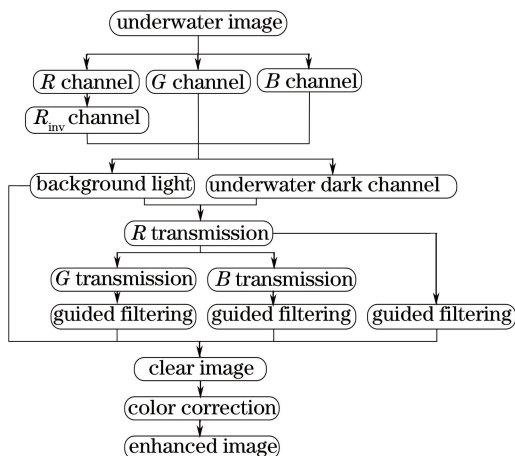 underwater image
R channel
G channel
B channel
R_inv channel
background light
underwater dark channel
R transmission
G transmission
B transmission
guided filtering
guided filtering
guided filtering
clear image
color correction
enhanced image